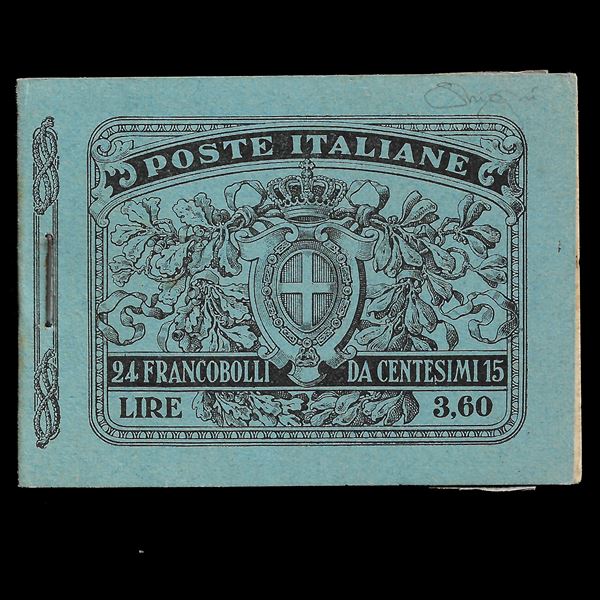 POSTE ITALIANE
24 FRANCOBOLLI DA CENTESIMI 15
LIRE 3,60